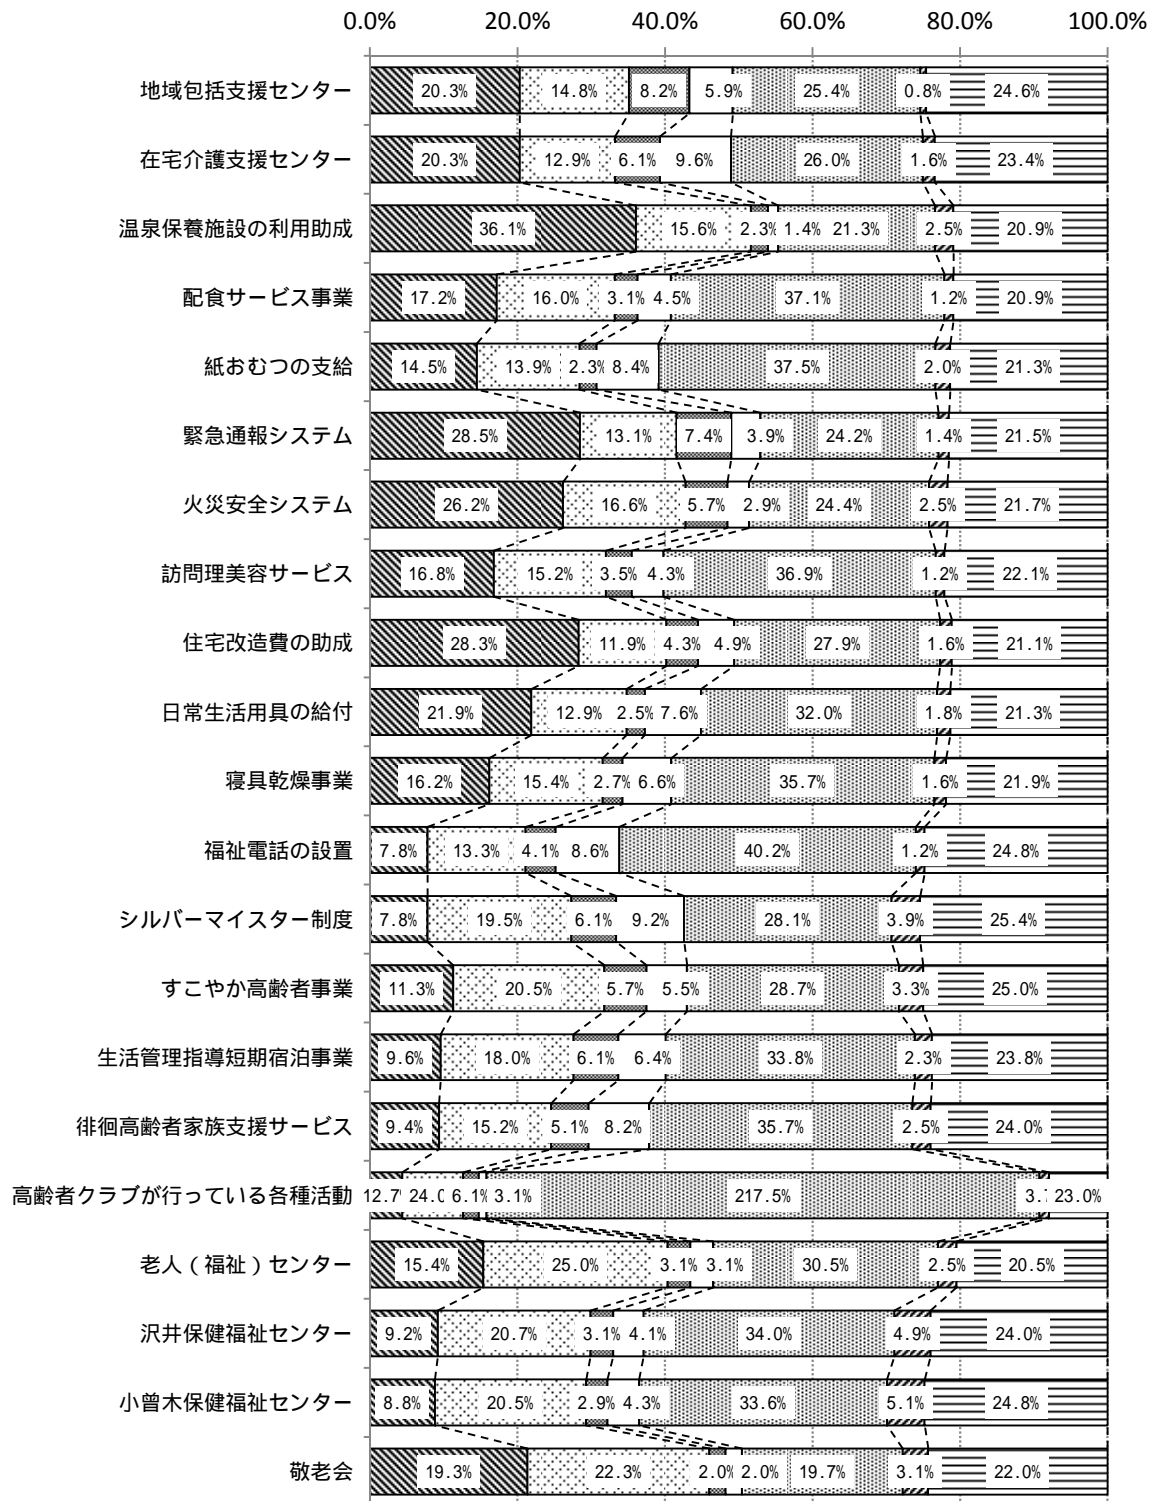 0.0% 20.0% 40.0% 60.0% 80.0% 100.0%
地域包括支援センター 20.3% 14.8% 8.2% 5.9% 25.4% 0.8% 24.6%
在宅介護支援センター 20.3% 12.9% 6.1% 9.6% 26.0% 1.6% 23.4%
温泉保養施設の利用助成 36.1% 15.6% 2.3% 1.4% 21.3% 2.5% 20.9%
配食サービス事業 17.2% 16.0% 3.1% 4.5% 37.1% 1.2% 20.9%
紙おむつの支給 14.5% 13.9% 2.3% 8.4% 37.5% 2.0% 21.3%
緊急通報システム 28.5% 13.1% 7.4% 3.9% 24.2% 1.4% 21.5%
火災安全システム 26.2% 16.6% 5.7% 2.9% 24.4% 2.5% 21.7%
訪問理美容サービス 16.8% 15.2% 3.5% 4.3% 36.9% 1.2% 22.1%
住宅改造費の助成 28.3% 11.9% 4.3% 4.9% 27.9% 1.6% 21.1%
日常生活用具の給付 21.9% 12.9% 2.5% 7.6% 32.0% 1.8% 21.3%
寝具乾燥事業 16.2% 15.4% 2.7% 6.6% 35.7% 1.6% 21.9%
福祉電話の設置 7.8% 13.3% 4.1% 8.6% 40.2% 1.2% 24.8%
シルバーマイスター制度 7.8% 19.5% 6.1% 9.2% 28.1% 3.9% 25.4%
すこやか高齢者事業 11.3% 20.5% 5.7% 5.5% 28.7% 3.3% 25.0%
生活管理指導短期宿泊事業 9.6% 18.0% 6.1% 6.4% 33.8% 2.3% 23.8%
徘徊高齢者家族支援サービス 9.4% 15.2% 5.1% 8.2% 35.7% 2.5% 24.0%
高齢者クラブが行っている各種活動 12.7 24.0 6.1% 3.1% 217.5% 23.0%
老人（福祉）センター 15.4% 25.0% 3.1% 3.1% 30.5% 2.5% 20.5%
沢井保健福祉センター 9.2% 20.7% 3.1% 4.1% 34.0% 4.9% 24.0%
小曾木保健福祉センター 8.8% 20.5% 2.9% 4.3% 33.6% 5.1% 24.8%
敬老会 19.3% 22.3% 2.0% 2.0% 19.7% 3.1% 22.0%